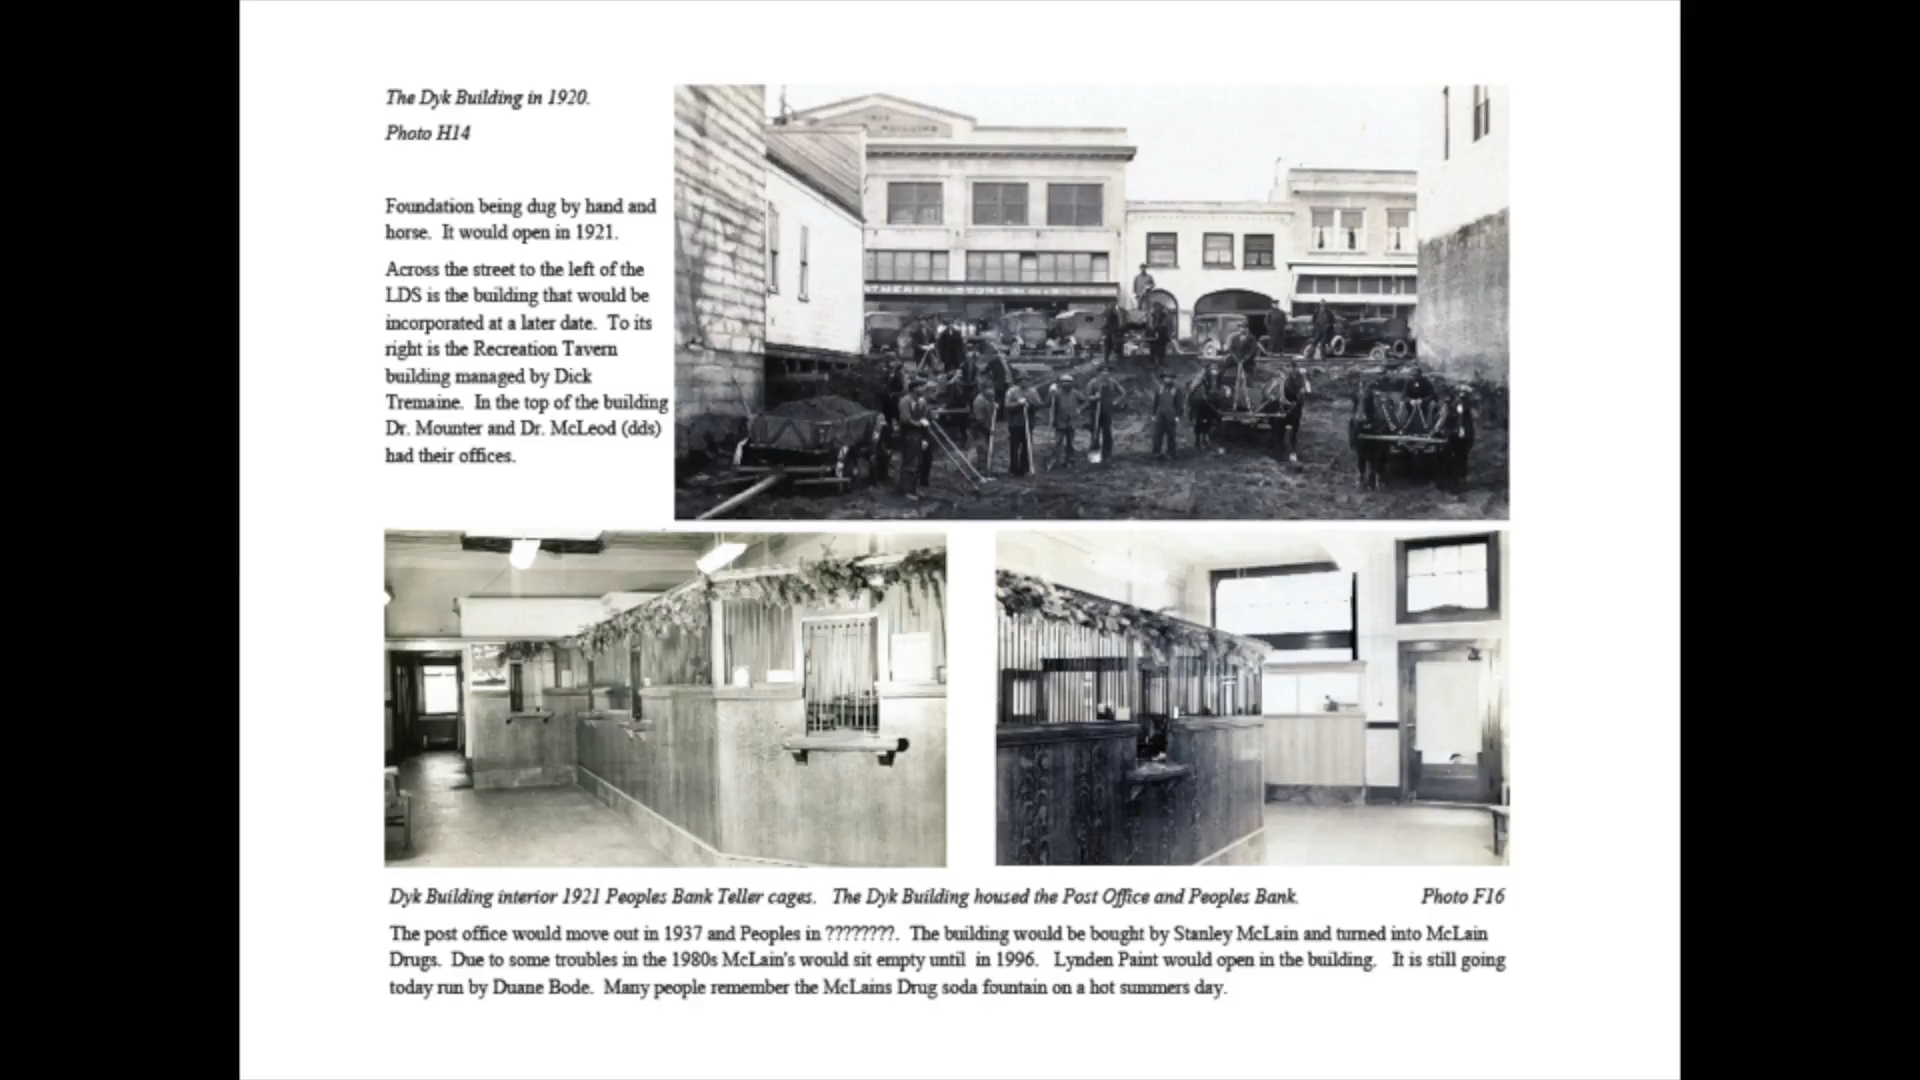 The Dyk Building in 1920.
Photo H14
Foundation being dug by hand and
horse. It would open in 1921.
Across the street to the left of the
LDS is the building that would be
incorporated at a later date. To its
right is the Recreation Tavern
building managed by Dick
Tremaine. In the top of the building
Dr. Mounter and Dr. McLeod (dds)
had their offices.
Dyk Building interior 1921 Peoples Bank Teller cages. The Dyk Building housed the Post Office and Peoples Bank. Photo F16
The post office would move out in 1937 and Peoples in ????????. The building would be bought by Stanley McLain and turned into McLain
Drugs. Due to some troubles in the 1980s McLain's would sit empty until in 1996. Lynden Paint would open in the building. It is still going
today run by Duane Bode. Many people remember the McLains Drug soda fountain on a hot summers day.